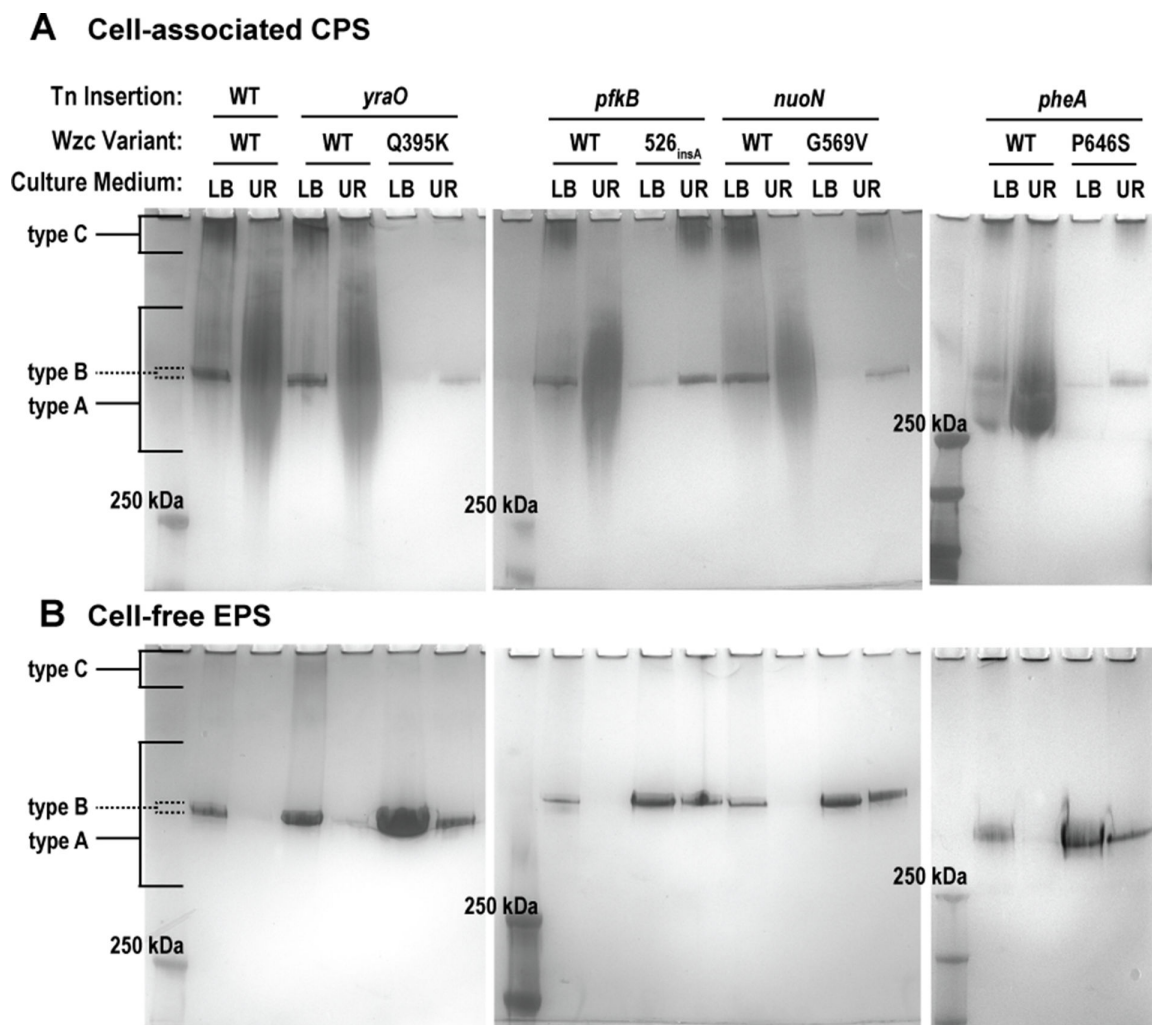 A Cell-associated CPS
Tn Insertion: WT yraO pfkB nuoN pheA
Wzc Variant: WT WT Q395K WT 526insA WT G569V WT P646S
Culture Medium: LB UR LB UR LB UR LB UR LB UR LB UR LB UR LB UR LB UR
type C
type B
type A
250 kDa
250 kDa
250 kDa
B Cell-free EPS
type C
type B
type A
250 kDa
250 kDa
250 kDa